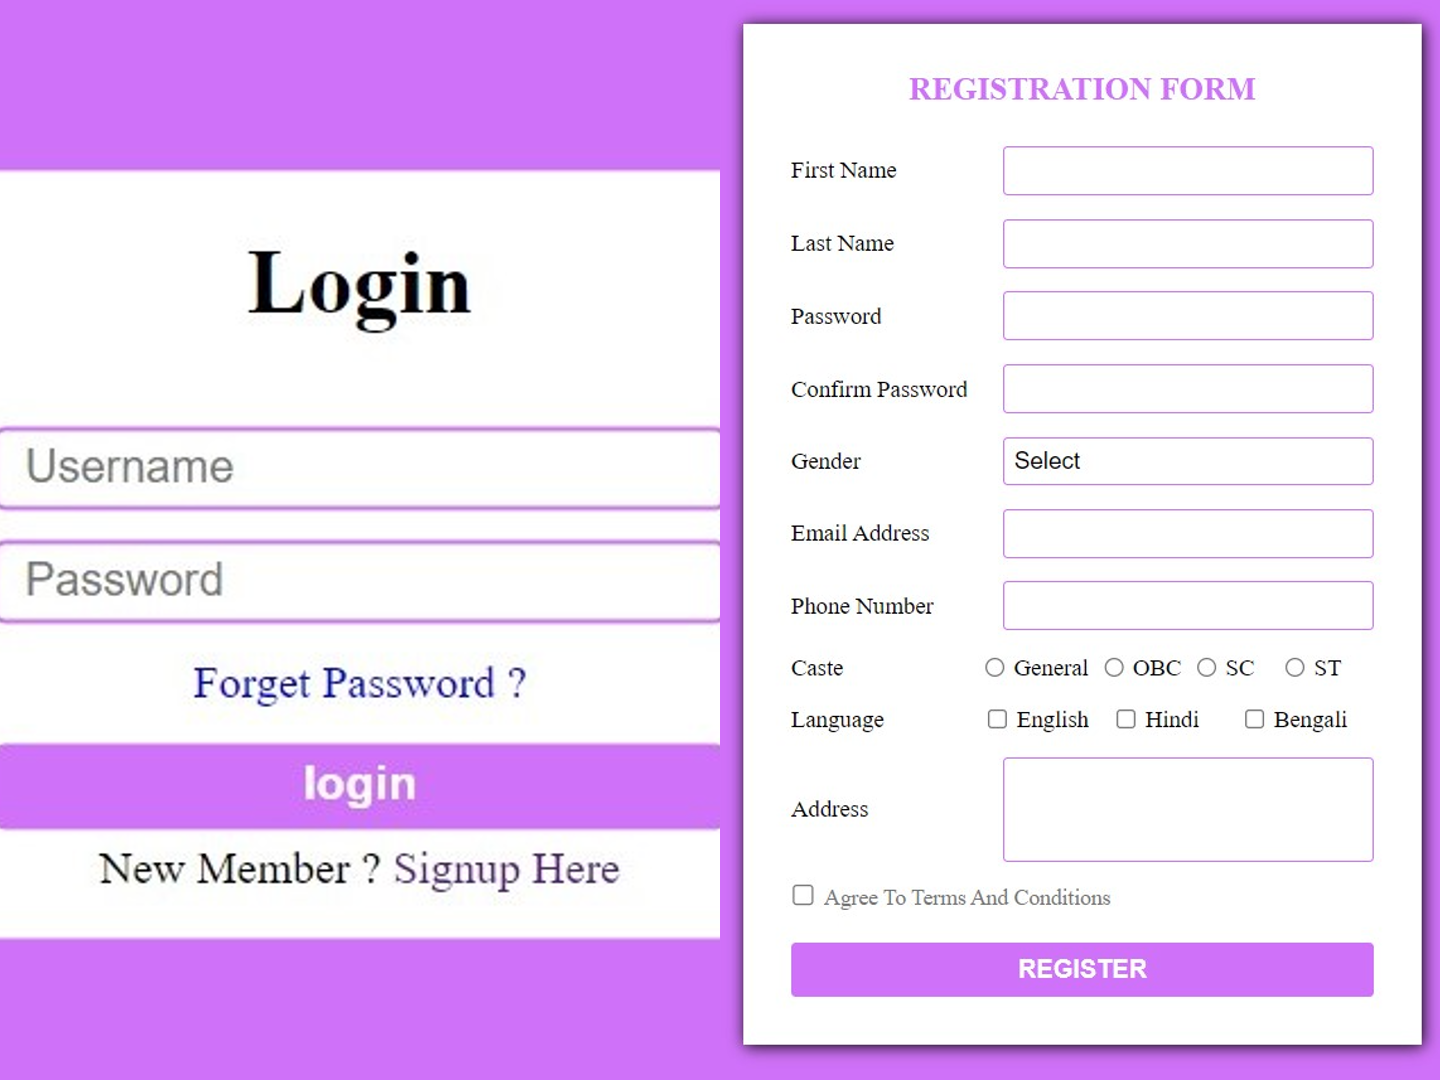 Login
Username
Password
Forget Password ?
login
New Member ? Signup Here
REGISTRATION FORM
First Name
Last Name
Password
Confirm Password
Gender Select
Email Address
Phone Number
Caste General OBC SC ST
Language English Hindi Bengali
Address
Agree To Terms And Conditions
REGISTER